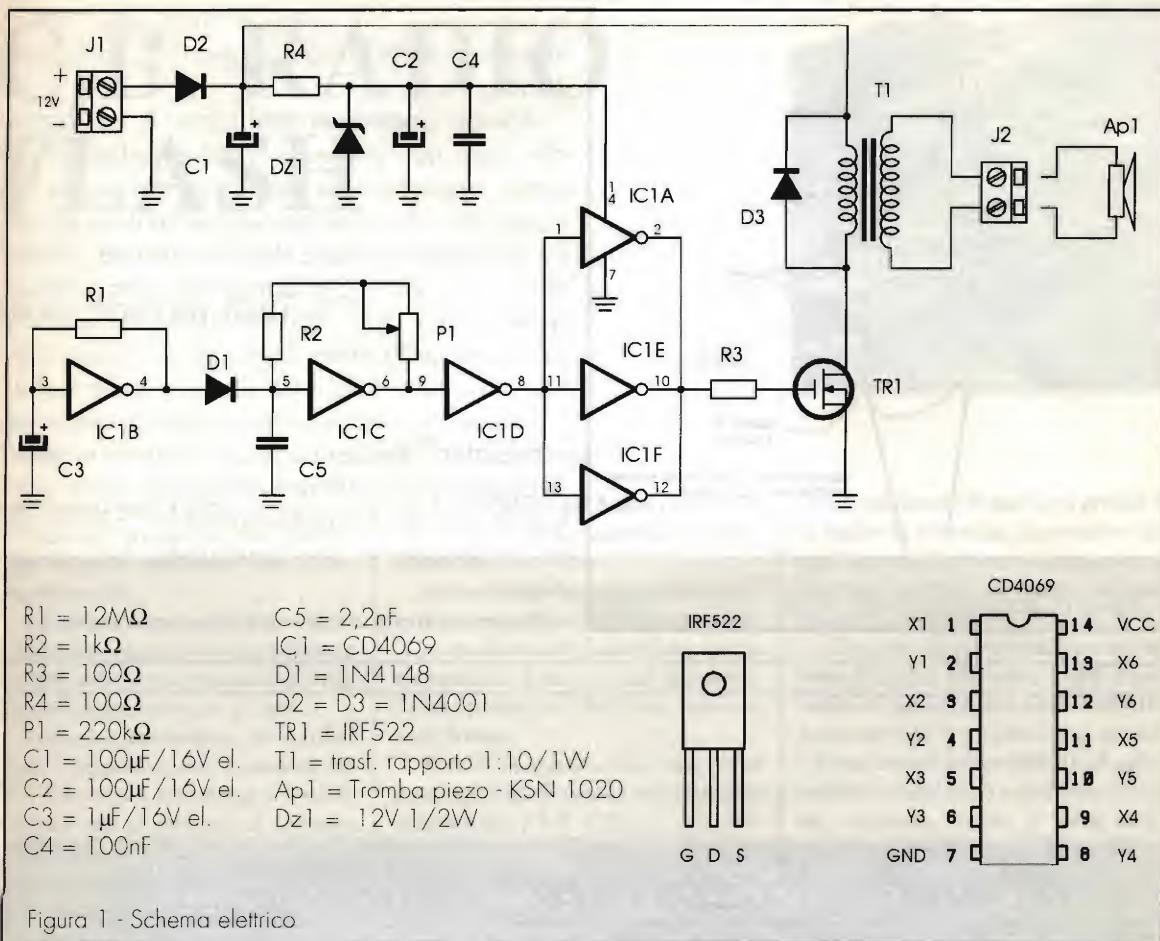 J1
D2
R4
C2
C4
+
12V
−
C1
+
DZ1
+
T1
J2
Ap1
D3
IC1A
1
4
1
2
7
R1
R2
P1
IC1E
R3
D1
3
4
5
6
9
8
11
10
TR1
IC1B
IC1C
IC1D
IC1F
+
C3
C5
13
12
R1 = 12MΩ
R2 = 1kΩ
R3 = 100Ω
R4 = 100Ω
P1 = 220kΩ
C1 = 100µF/16V el.
C2 = 100µF/16V el.
C3 = 1µF/16V el.
C4 = 100nF
C5 = 2,2nF
IC1 = CD4069
D1 = 1N4148
D2 = D3 = 1N4001
TR1 = IRF522
T1 = trasf. rapporto 1:10/1W
Ap1 = Tromba piezo - KSN 1020
Dz1 = 12V 1/2W
IRF522
G D S
CD4069
X1 1 14 VCC
Y1 2 13 X6
X2 3 12 Y6
Y2 4 11 X5
X3 5 10 Y5
Y3 6 9 X4
GND 7 8 Y4
Figura 1 - Schema elettrico